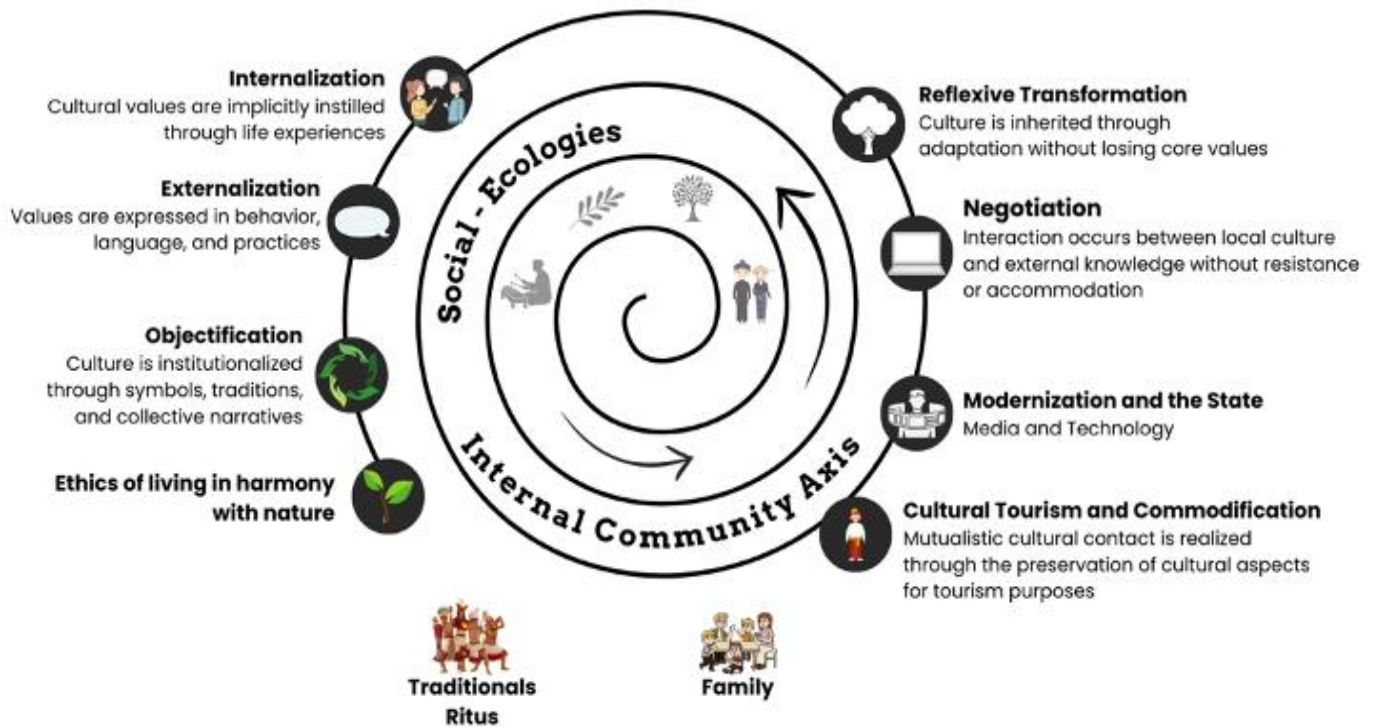 Internalization
Cultural values are implicitly instilled
through life experiences
Externalization
Values are expressed in behavior,
language, and practices
Objectification
Culture is institutionalized
through symbols, traditions,
and collective narratives
Ethics of living in harmony
with nature
Social - Ecologies
Internal Community Axis
Reflexive Transformation
Culture is inherited through
adaptation without losing core values
Negotiation
Interaction occurs between local culture
and external knowledge without resistance
or accommodation
Modernization and the State
Media and Technology
Cultural Tourism and Commodification
Mutualistic cultural contact is realized
through the preservation of cultural aspects
for tourism purposes
Traditionals
Ritus
Family